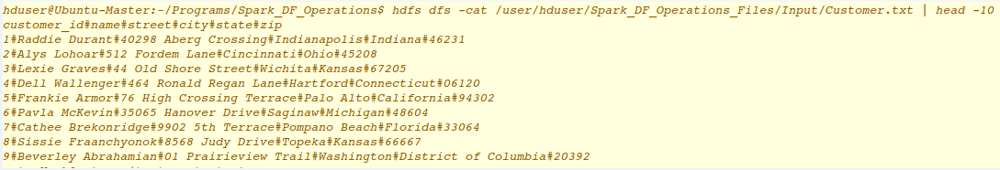 hduser@Ubuntu-Master:~/Programs/Spark_DF_Operations$ hdfs dfs -cat /user/hduser/Spark_DF_Operations_Files/Input/Customer.txt | head -10
customer_id#name#street#city#state#zip
1#Raddie Durant#40298 Aberg Crossing#Indianapolis#Indiana#46231
2#Alys Lohoar#512 Fordem Lane#Cincinnati#Ohio#45208
3#Lexie Graves#44 Old Shore Street#Wichita#Kansas#67205
4#Dell Wallenger#464 Ronald Regan Lane#Hartford#Connecticut#06120
5#Frankie Armor#76 High Crossing Terrace#Palo Alto#California#94302
6#Pavla McKevin#35065 Hanover Drive#Saginaw#Michigan#48604
7#Cathee Brekonridge#9902 5th Terrace#Pompano Beach#Florida#33064
8#Sissie Fraanchyonok#8568 Judy Drive#Topeka#Kansas#66667
9#Beverley Abrahamian#01 Prairieview Trail#Washington#District of Columbia#20392